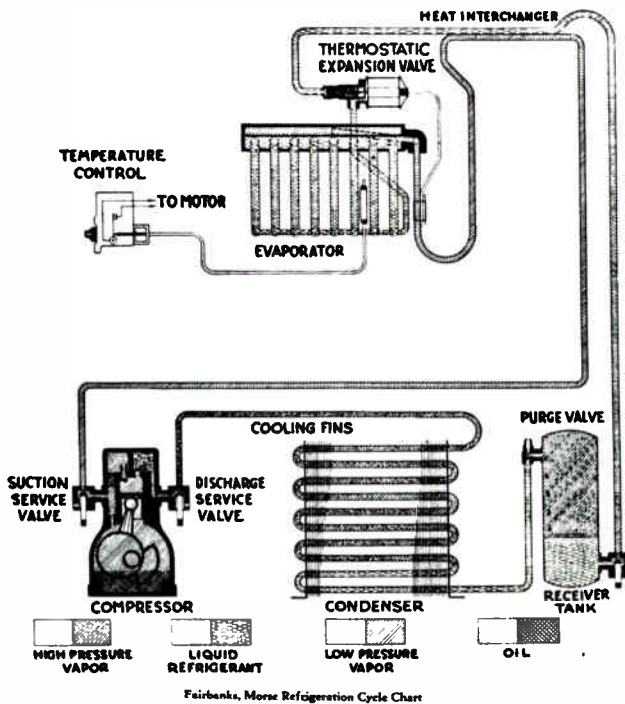 HEAT INTERCHANGER
THERMOSTATIC
EXPANSION VALVE
TEMPERATURE
CONTROL
TO MOTOR
EVAPORATOR
COOLING FINS
PURGE VALVE
SUCTION
SERVICE
VALVE
DISCHARGE
SERVICE
VALVE
COMPRESSOR
CONDENSER
RECEIVER
TANK
HIGH PRESSURE
VAPOR
LIQUID
REFRIGERANT
LOW PRESSURE
VAPOR
OIL
Fairbanks, Morse Refrigeration Cycle Chart